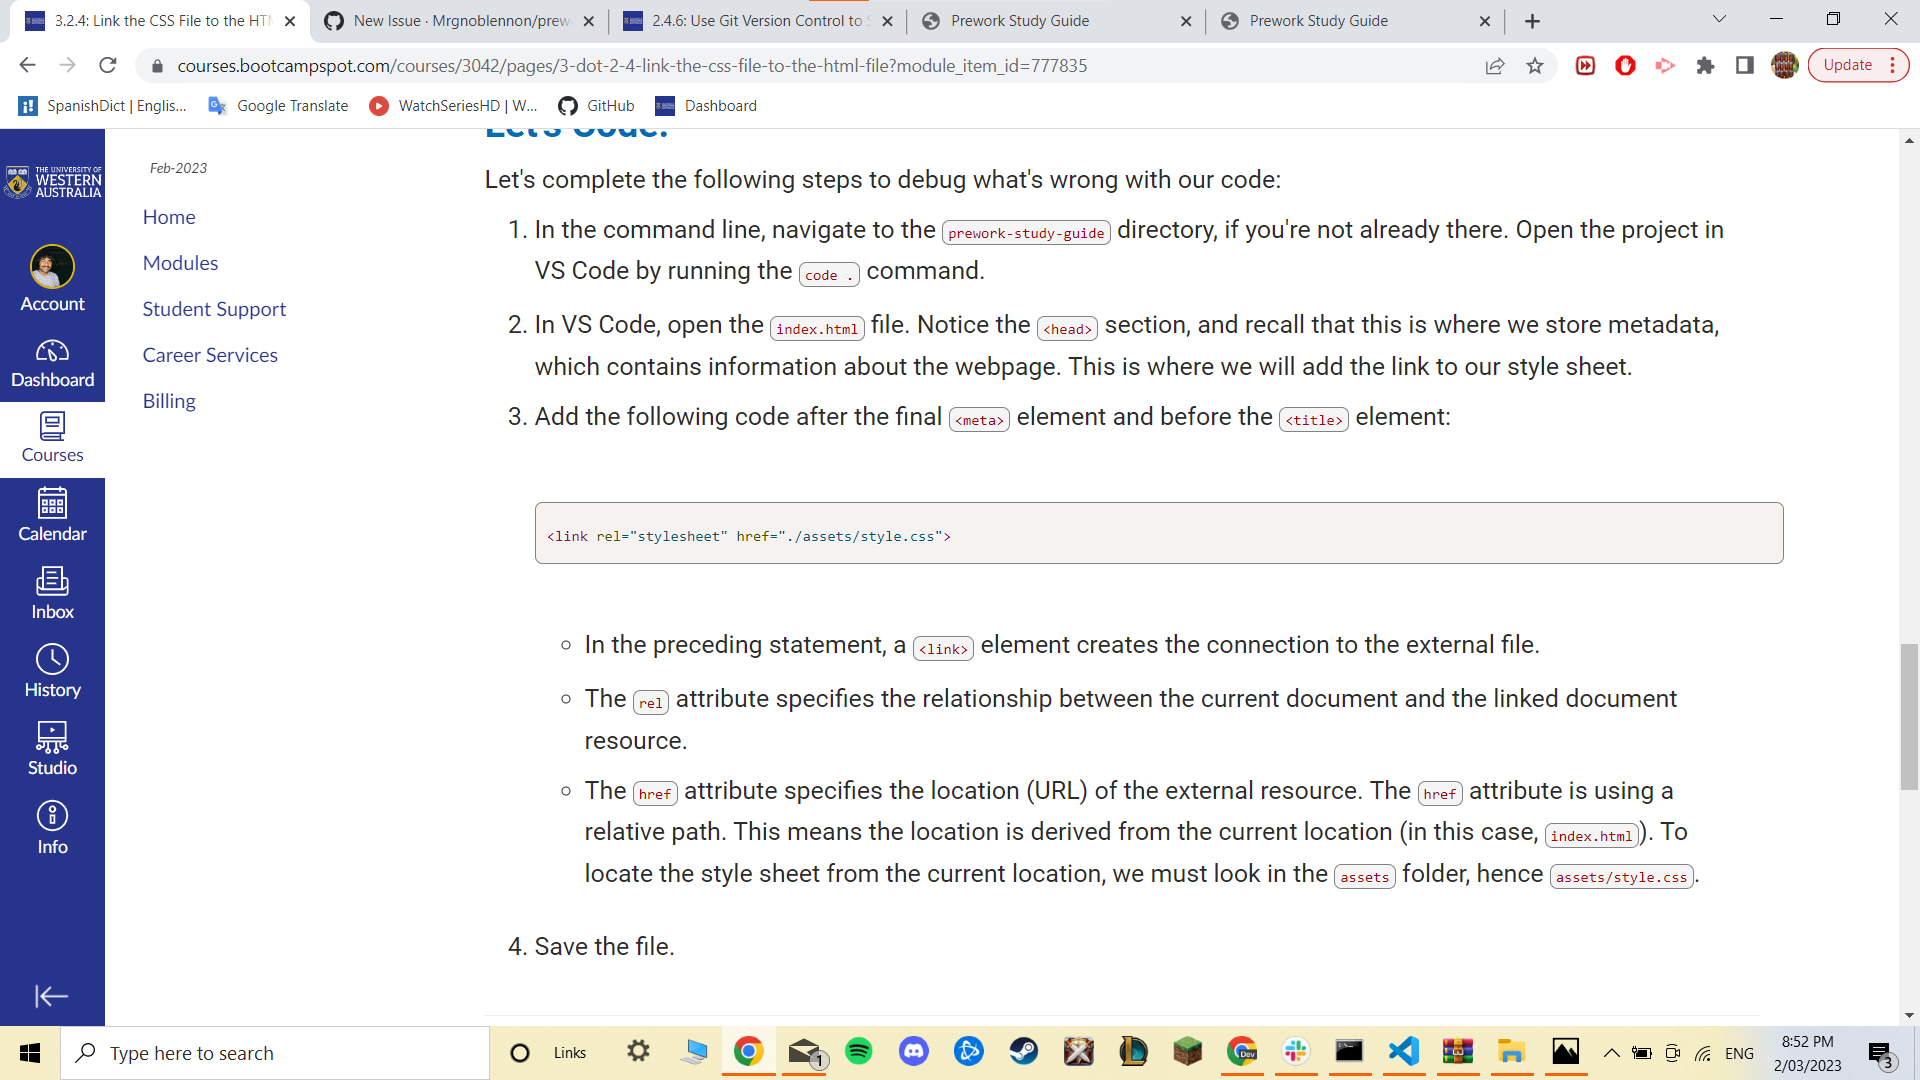 3.2.4: Link the CSS File to the HTM
New Issue · Mrgnoblennon/prew
2.4.6: Use Git Version Control to S
Prework Study Guide
Prework Study Guide
courses.bootcampspot.com/courses/3042/pages/3-dot-2-4-link-the-css-file-to-the-html-file?module_item_id=777835
Update
SpanishDict | Englis...
Google Translate
WatchSeriesHD | W...
GitHub
Dashboard
THE UNIVERSITY OF
WESTERN
AUSTRALIA
Account
Dashboard
Courses
Calendar
Inbox
History
Studio
Info
Feb-2023
Home
Modules
Student Support
Career Services
Billing
Let's Code!
Let's complete the following steps to debug what's wrong with our code:
1. In the command line, navigate to the prework-study-guide directory, if you're not already there. Open the project in
VS Code by running the code . command.
2. In VS Code, open the index.html file. Notice the <head> section, and recall that this is where we store metadata,
which contains information about the webpage. This is where we will add the link to our style sheet.
3. Add the following code after the final <meta> element and before the <title> element:
<link rel="stylesheet" href="./assets/style.css">
In the preceding statement, a <link> element creates the connection to the external file.
The rel attribute specifies the relationship between the current document and the linked document
resource.
The href attribute specifies the location (URL) of the external resource. The href attribute is using a
relative path. This means the location is derived from the current location (in this case, index.html). To
locate the style sheet from the current location, we must look in the assets folder, hence assets/style.css.
4. Save the file.
Type here to search
Links
1
Dev
ENG
8:52 PM
2/03/2023
3